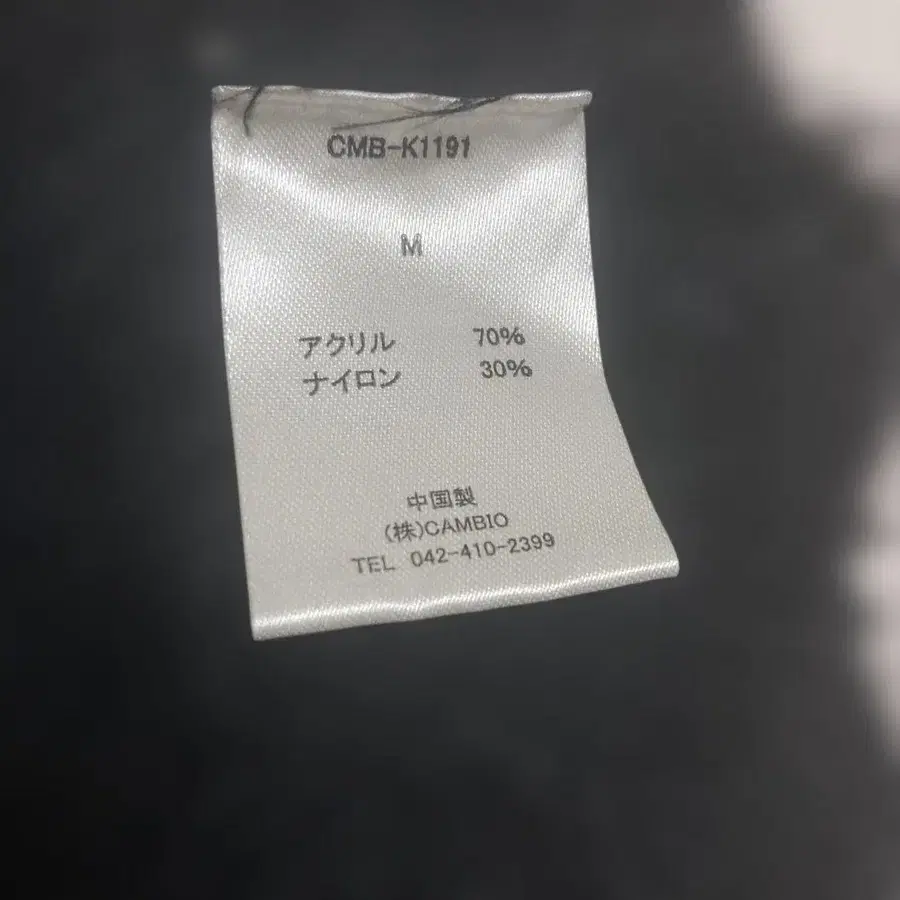 CMB-K1191
M
アクリル 70%
ナイロン 30%
中国製
(株)CAMBIO
TEL 042-410-2399